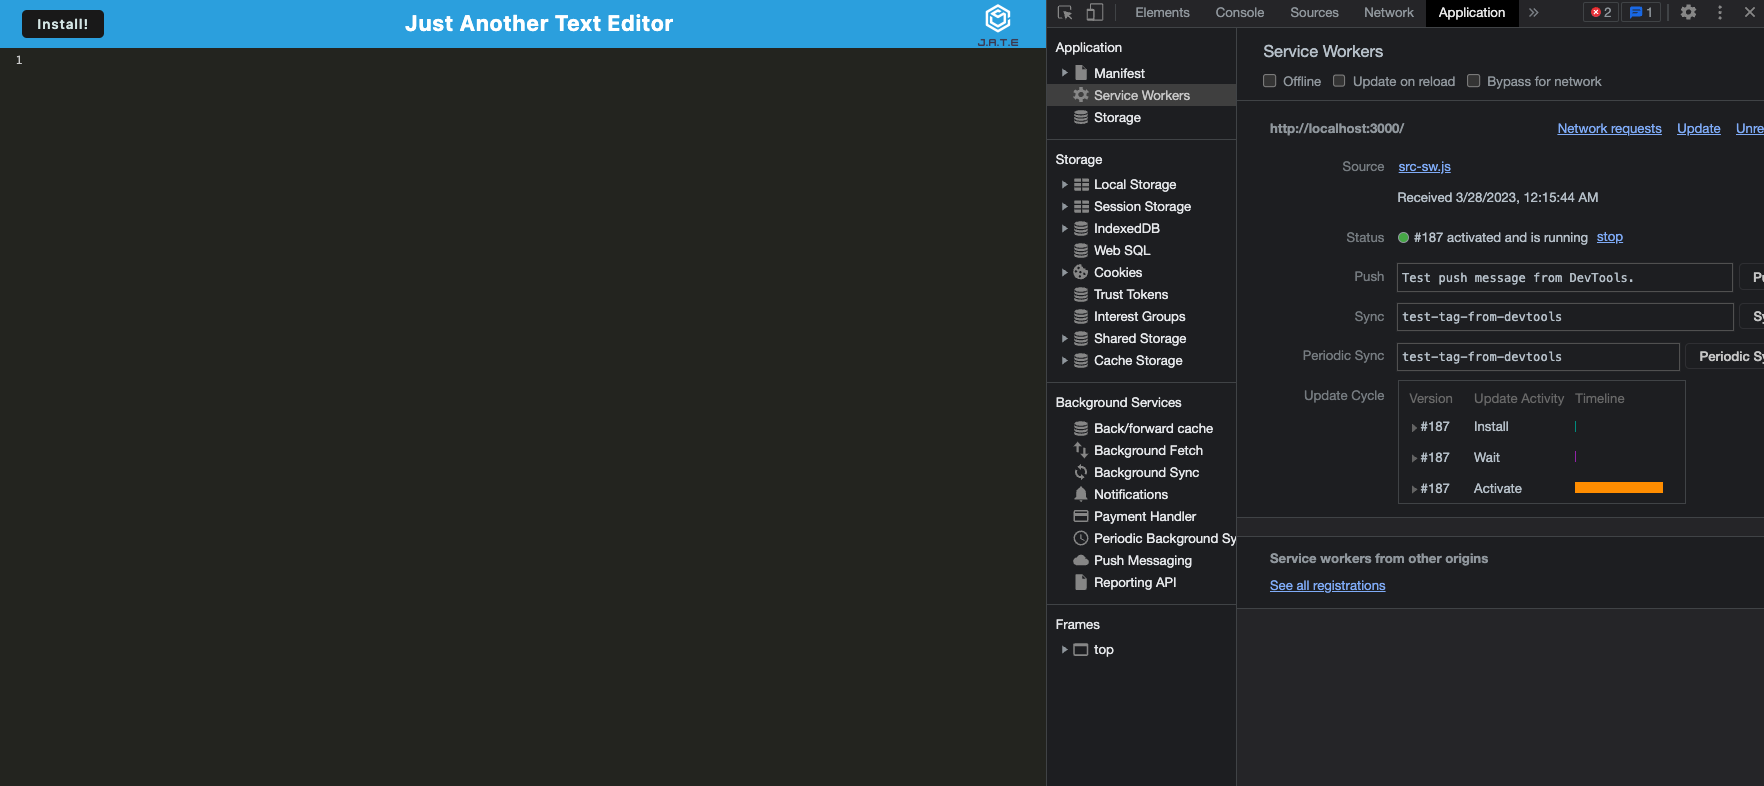 Install!
Just Another Text Editor
J.A.T.E
1
Elements Console Sources Network Application » 2 1
Application
Manifest
Service Workers
Storage
Storage
Local Storage
Session Storage
IndexedDB
Web SQL
Cookies
Trust Tokens
Interest Groups
Shared Storage
Cache Storage
Background Services
Back/forward cache
Background Fetch
Background Sync
Notifications
Payment Handler
Periodic Background Sy
Push Messaging
Reporting API
Frames
top
Service Workers
Offline Update on reload Bypass for network
http://localhost:3000/ Network requests Update Unre
Source src-sw.js
Received 3/28/2023, 12:15:44 AM
Status #187 activated and is running stop
Push Test push message from DevTools. Pu
Sync test-tag-from-devtools Sy
Periodic Sync test-tag-from-devtools Periodic Sy
Update Cycle Version Update Activity Timeline
#187 Install
#187 Wait
#187 Activate
Service workers from other origins
See all registrations